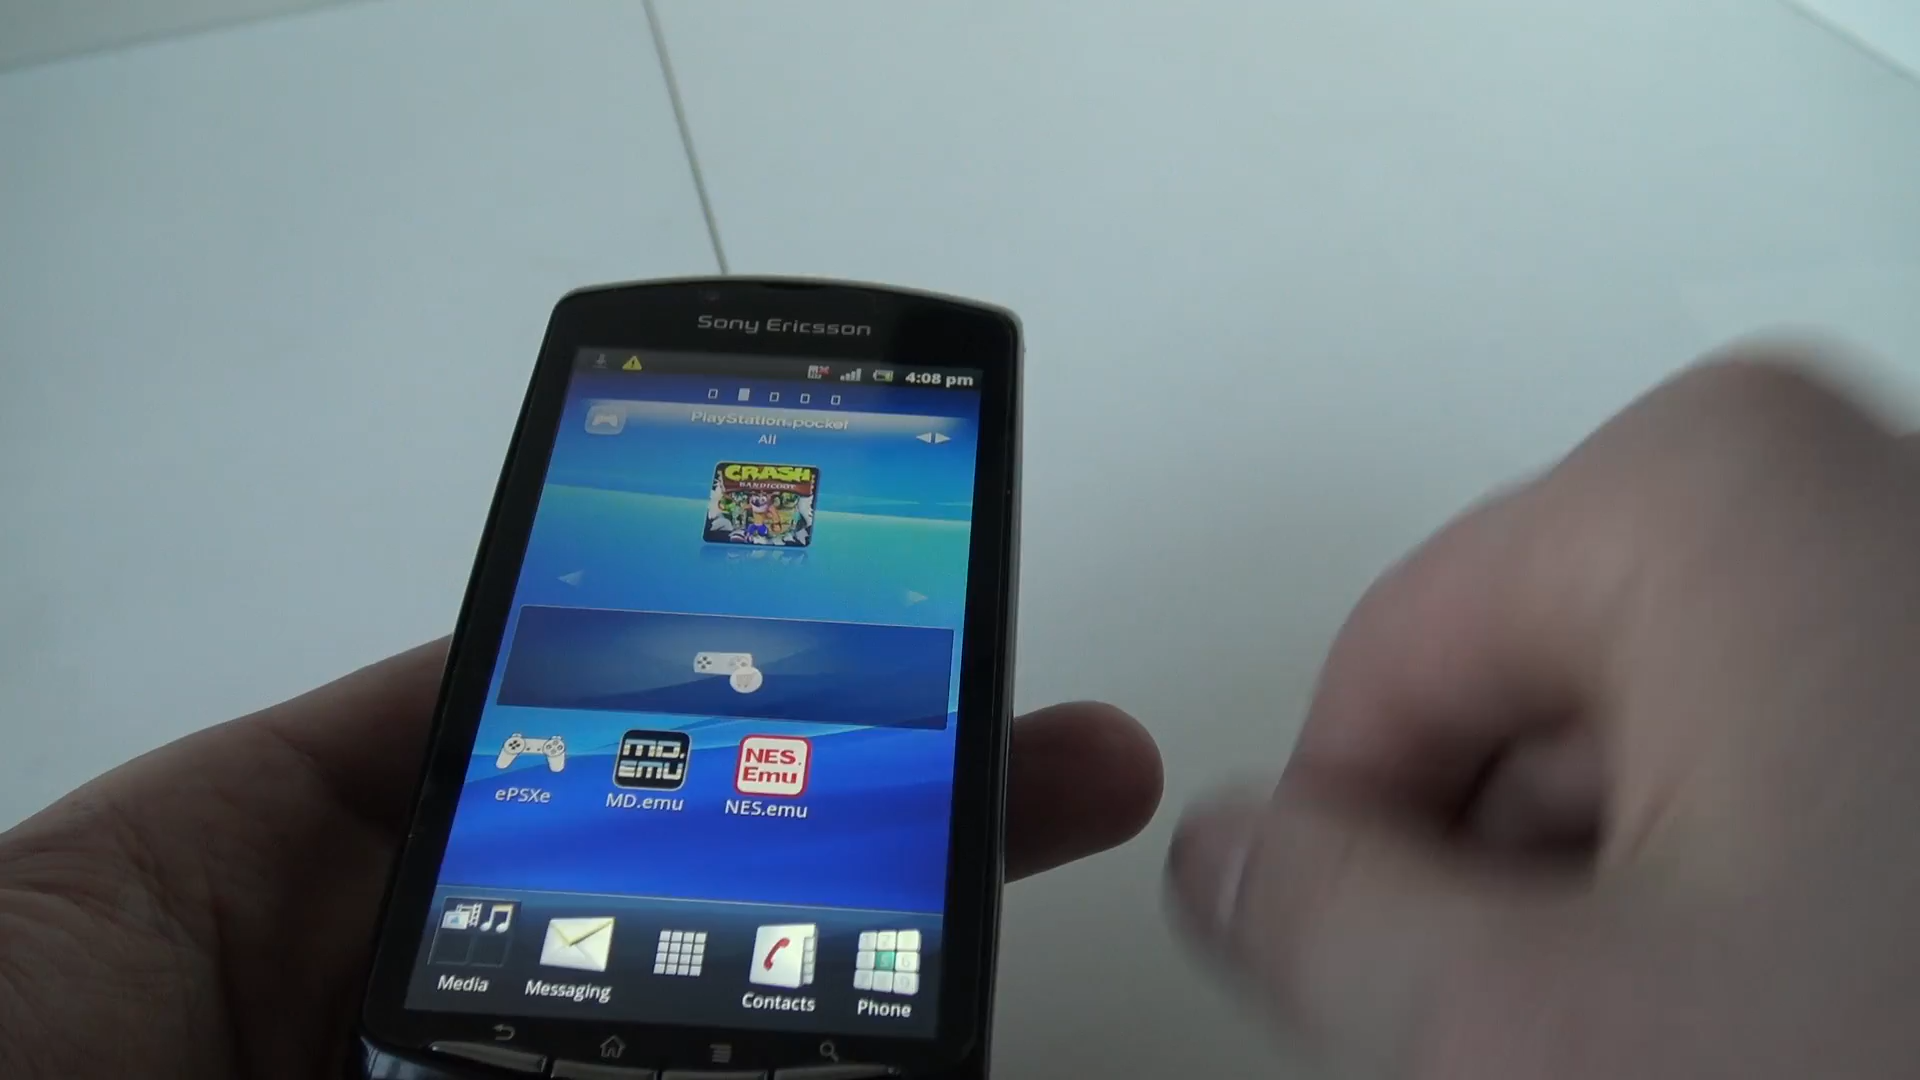 Sony Ericsson
4:08 pm
PlayStation®pocket
All
CRASH
BANDICOOT
ePSXe
MD.
EMU
MD.emu
NES.
Emu
NES.emu
Media
Messaging
Contacts
Phone